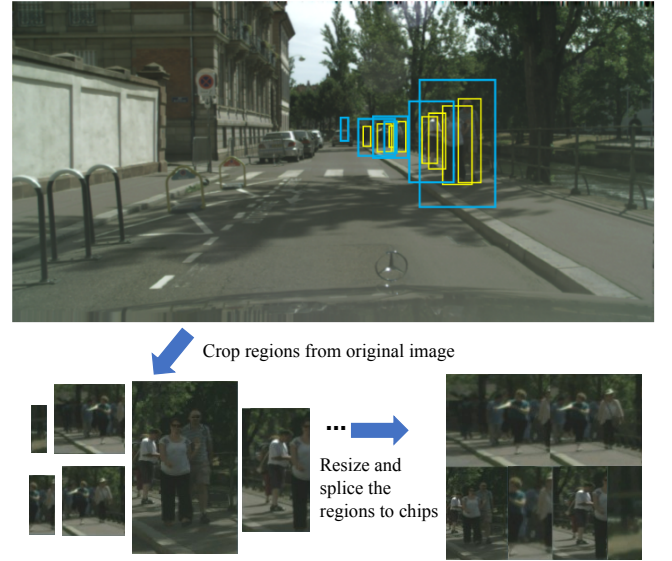 Crop regions from original image
...
Resize and
splice the
regions to chips